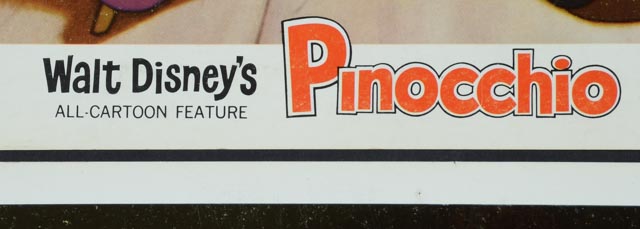 Walt Disney's
ALL-CARTOON FEATURE
Pinocchio